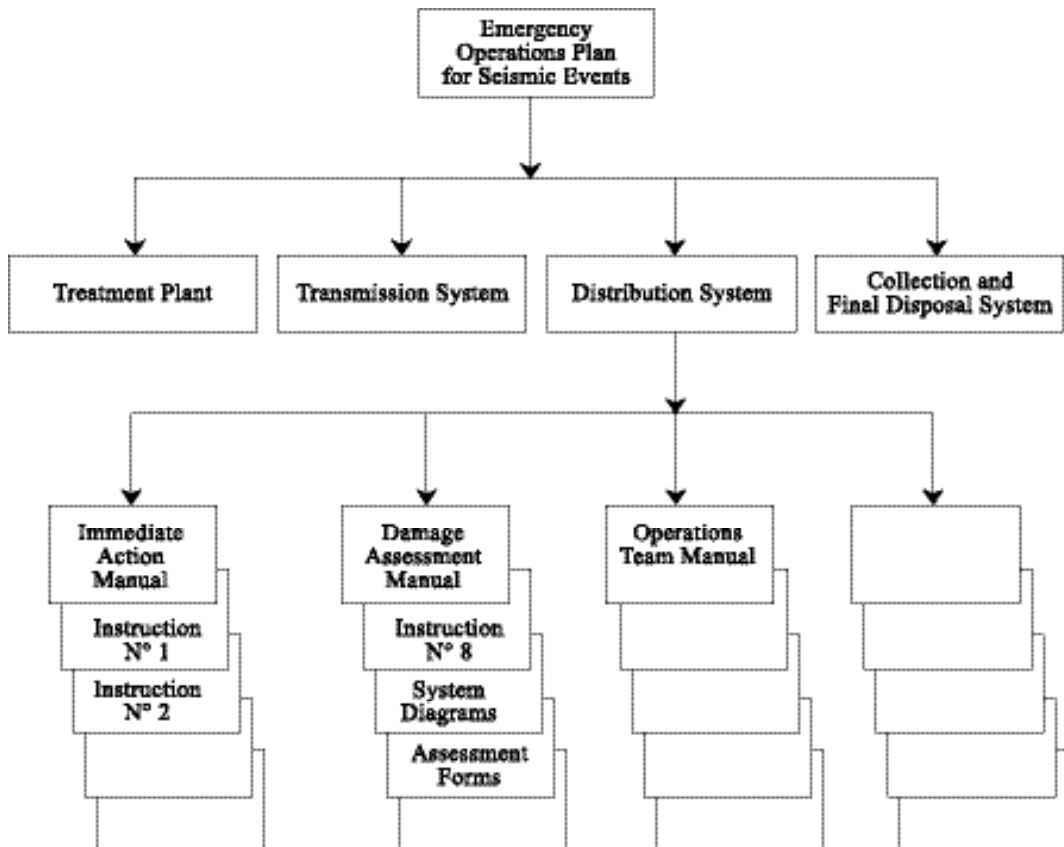 Emergency
Operations Plan
for Seismic Events
Treatment Plant
Transmission System
Distribution System
Collection and
Final Disposal System
Immediate
Action
Manual
Instruction
N° 1
Instruction
N° 2
Damage
Assessment
Manual
Instruction
N° 8
System
Diagrams
Assessment
Forms
Operations
Team Manual